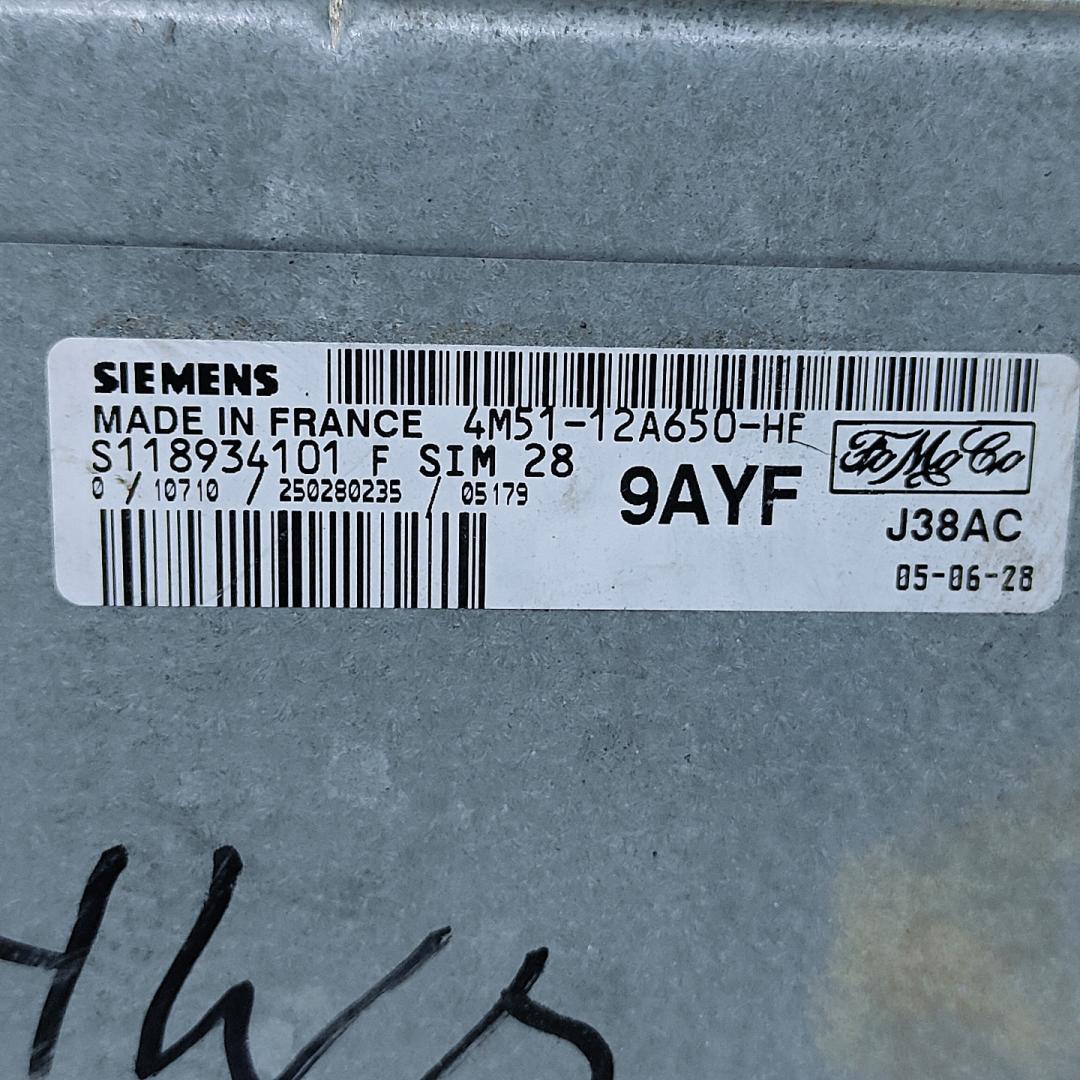 SIEMENS
MADE IN FRANCE 4M51-12A650-HF
S118934101 F SIM 28
0 / 10710 / 250280235 / 05179
9AYF
FoMoCo
J38AC
05-06-28